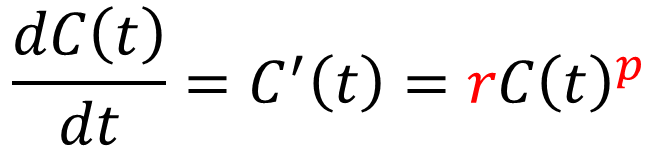 dC(t)/dt = C′(t) = rC(t)^p